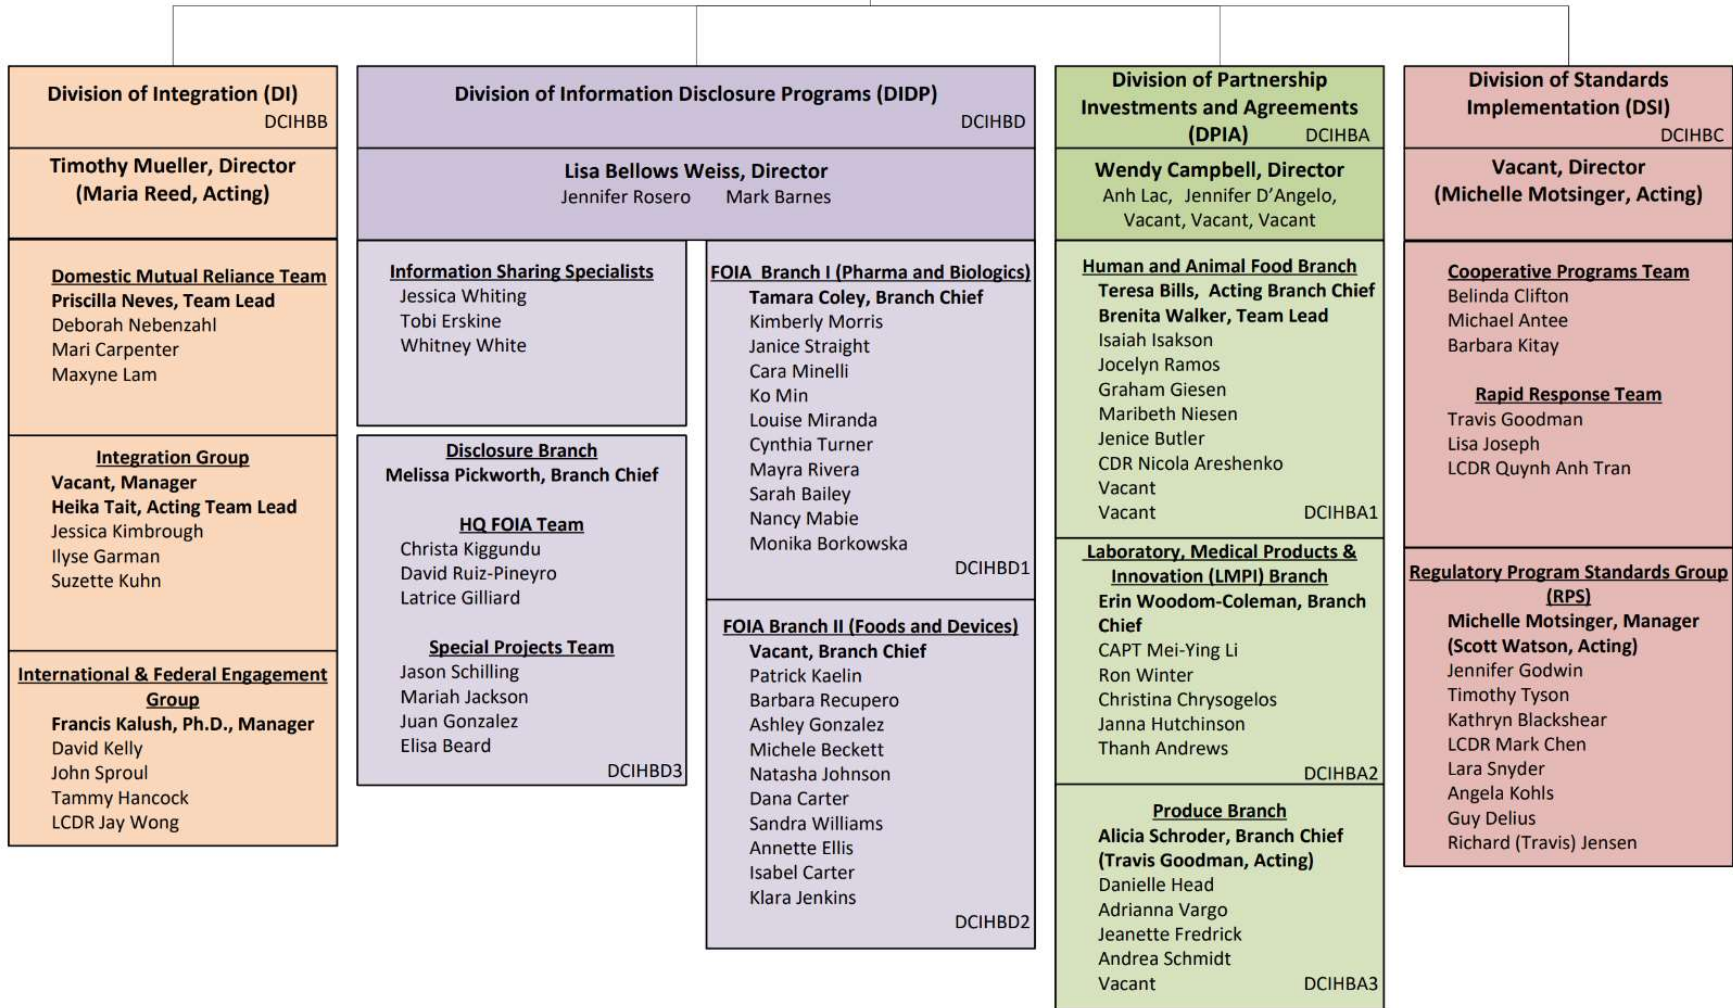 Division of Integration (DI)
DCIHBB
Timothy Mueller, Director
(Maria Reed, Acting)
Domestic Mutual Reliance Team
Priscilla Neves, Team Lead
Deborah Nebenzahl
Mari Carpenter
Maxyne Lam
Integration Group
Vacant, Manager
Heika Tait, Acting Team Lead
Jessica Kimbrough
Ilyse Garman
Suzette Kuhn
International & Federal Engagement
Group
Francis Kalush, Ph.D., Manager
David Kelly
John Sproul
Tammy Hancock
LCDR Jay Wong
Division of Information Disclosure Programs (DIDP)
DCIHBD
Lisa Bellows Weiss, Director
Jennifer Rosero Mark Barnes
Information Sharing Specialists
Jessica Whiting
Tobi Erskine
Whitney White
Disclosure Branch
Melissa Pickworth, Branch Chief
HQ FOIA Team
Christa Kiggundu
David Ruiz-Pineyro
Latrice Gilliard
Special Projects Team
Jason Schilling
Mariah Jackson
Juan Gonzalez
Elisa Beard
DCIHBD3
FOIA Branch I (Pharma and Biologics)
Tamara Coley, Branch Chief
Kimberly Morris
Janice Straight
Cara Minelli
Ko Min
Louise Miranda
Cynthia Turner
Mayra Rivera
Sarah Bailey
Nancy Mabie
Monika Borkowska
DCIHBD1
FOIA Branch II (Foods and Devices)
Vacant, Branch Chief
Patrick Kaelin
Barbara Recupero
Ashley Gonzalez
Michele Beckett
Natasha Johnson
Dana Carter
Sandra Williams
Annette Ellis
Isabel Carter
Klara Jenkins
DCIHBD2
Division of Partnership
Investments and Agreements
(DPIA) DCIHBA
Wendy Campbell, Director
Anh Lac, Jennifer D’Angelo,
Vacant, Vacant, Vacant
Human and Animal Food Branch
Teresa Bills, Acting Branch Chief
Brenita Walker, Team Lead
Isaiah Isakson
Jocelyn Ramos
Graham Giesen
Maribeth Niesen
Jenice Butler
CDR Nicola Areshenko
Vacant
Vacant DCIHBA1
Laboratory, Medical Products &
Innovation (LMPI) Branch
Erin Woodom-Coleman, Branch
Chief
CAPT Mei-Ying Li
Ron Winter
Christina Chrysogelos
Janna Hutchinson
Thanh Andrews
DCIHBA2
Produce Branch
Alicia Schroder, Branch Chief
(Travis Goodman, Acting)
Danielle Head
Adrianna Vargo
Jeanette Fredrick
Andrea Schmidt
Vacant DCIHBA3
Division of Standards
Implementation (DSI)
DCIHBC
Vacant, Director
(Michelle Motsinger, Acting)
Cooperative Programs Team
Belinda Clifton
Michael Antee
Barbara Kitay
Rapid Response Team
Travis Goodman
Lisa Joseph
LCDR Quynh Anh Tran
Regulatory Program Standards Group
(RPS)
Michelle Motsinger, Manager
(Scott Watson, Acting)
Jennifer Godwin
Timothy Tyson
Kathryn Blackshear
LCDR Mark Chen
Lara Snyder
Angela Kohls
Guy Delius
Richard (Travis) Jensen